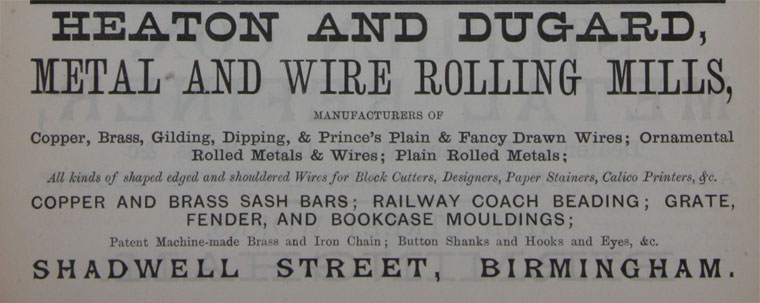 HEATON AND DUGARD,
METAL AND WIRE ROLLING MILLS,
MANUFACTURERS OF
Copper, Brass, Gilding, Dipping, & Prince's Plain & Fancy Drawn Wires; Ornamental
Rolled Metals & Wires; Plain Rolled Metals;
All kinds of shaped edged and shouldered Wires for Block Cutters, Designers, Paper Stainers, Calico Printers, &c.
COPPER AND BRASS SASH BARS; RAILWAY COACH BEADING; GRATE,
FENDER, AND BOOKCASE MOULDINGS;
Patent Machine-made Brass and Iron Chain; Button Shanks and Hooks and Eyes, &c.
SHADWELL STREET, BIRMINGHAM.